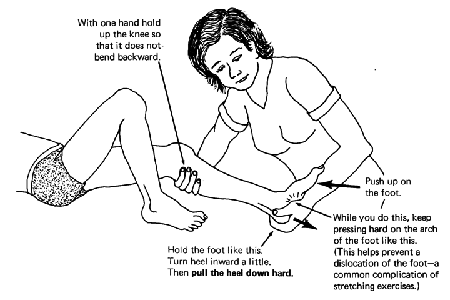 With one hand hold
up the knee so
that it does not
bend backward.
Push up on
the foot.
While you do this, keep
pressing hard on the arch
of the foot like this.
(This helps prevent a
dislocation of the foot—a
common complication of
stretching exercises.)
Hold the foot like this.
Turn heel inward a little.
Then pull the heel down hard.